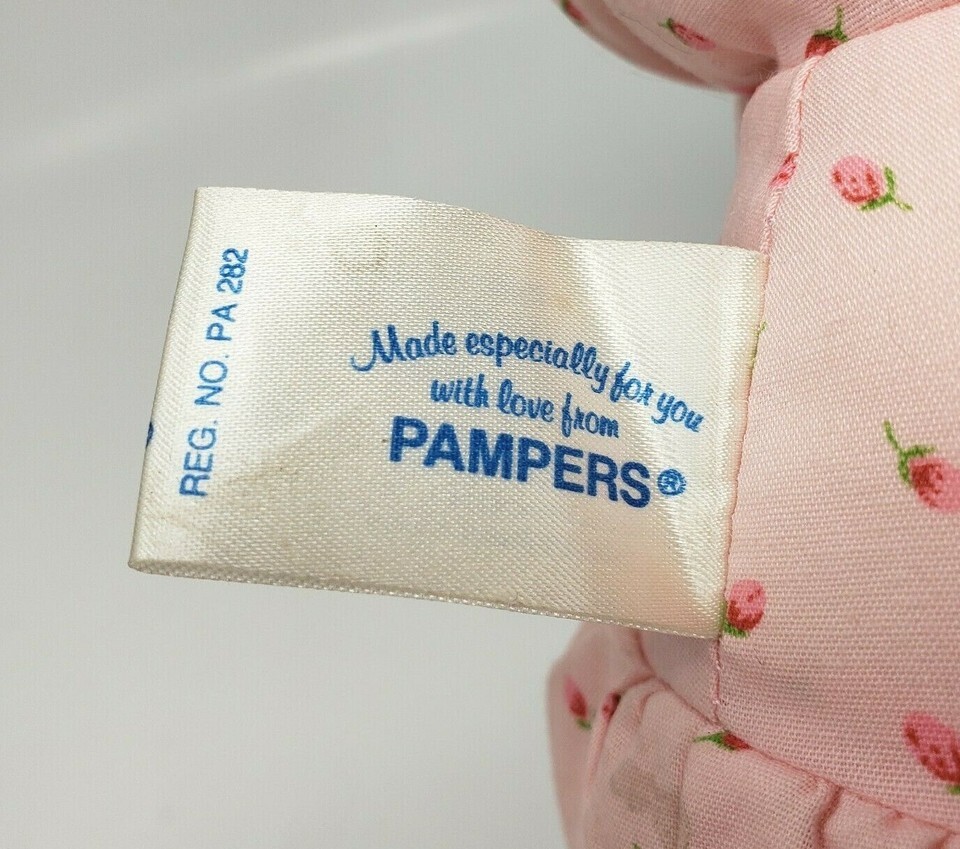 REG. NO. PA 282
Made especially for you
with love from
PAMPERS®